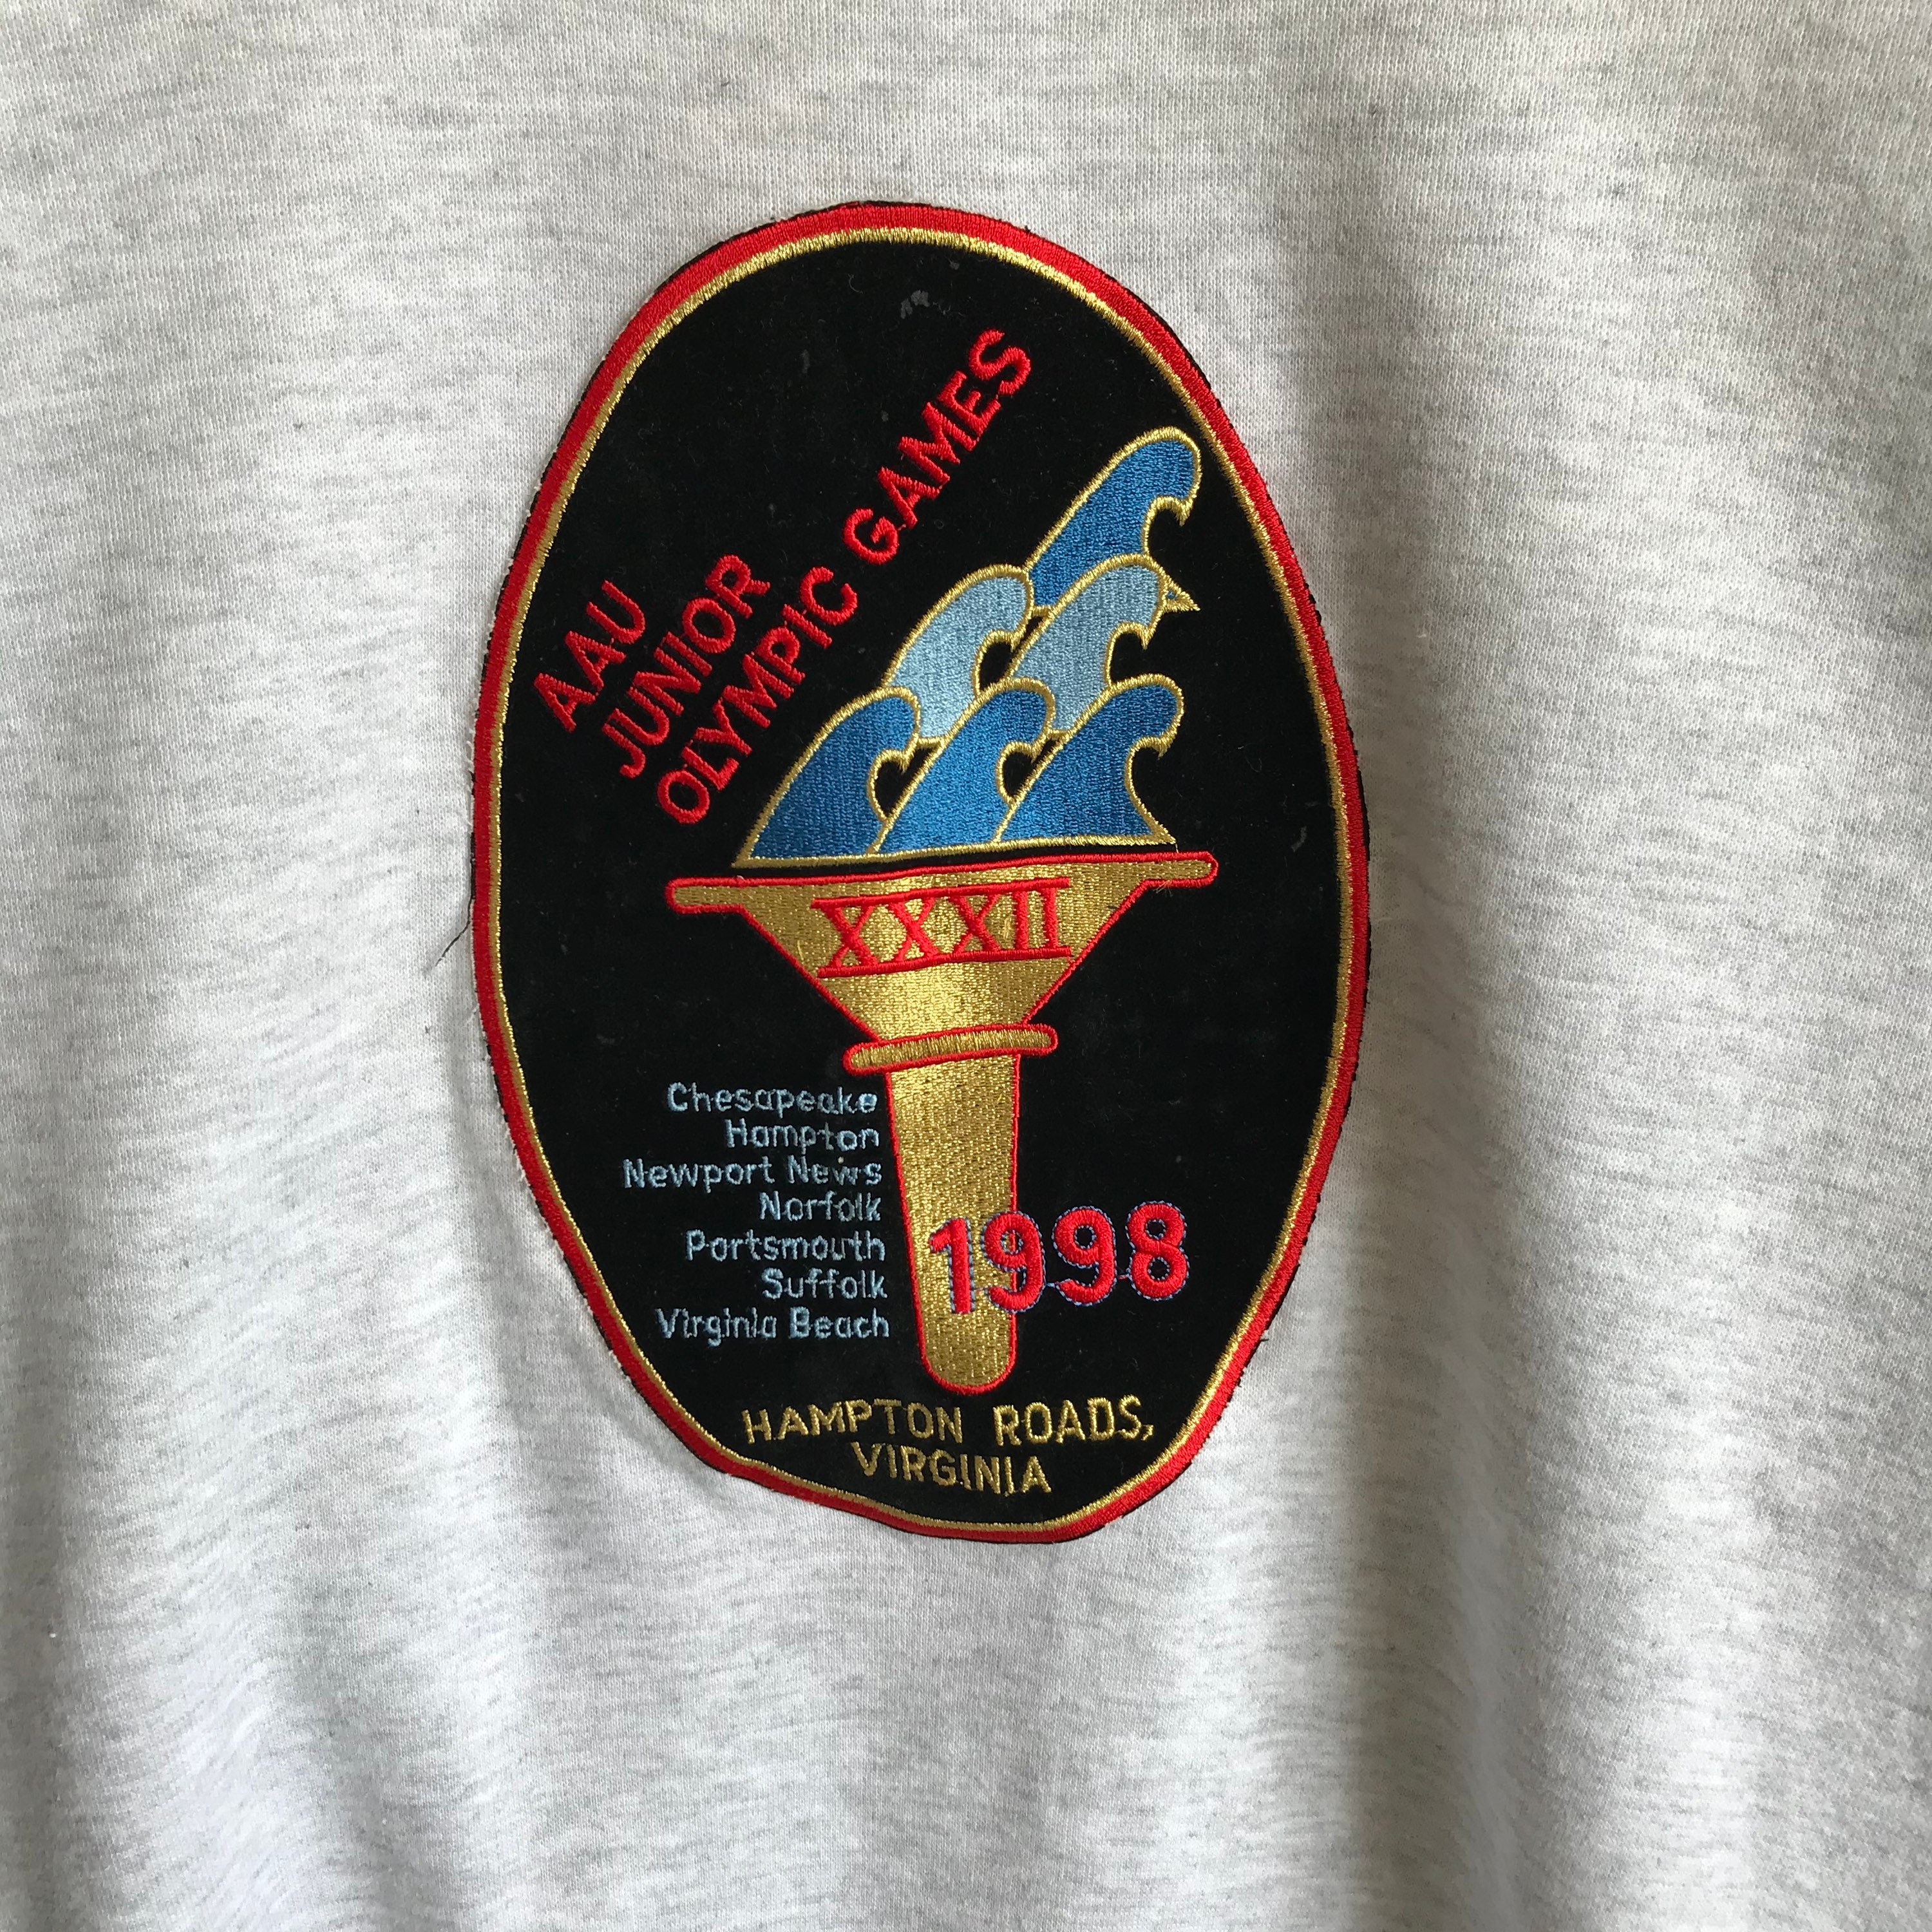 AAU
JUNIOR
OLYMPIC GAMES
XXXII
Chesapeake
Hampton
Newport News
Norfolk
Portsmouth
Suffolk
Virginia Beach
1998
HAMPTON ROADS,
VIRGINIA